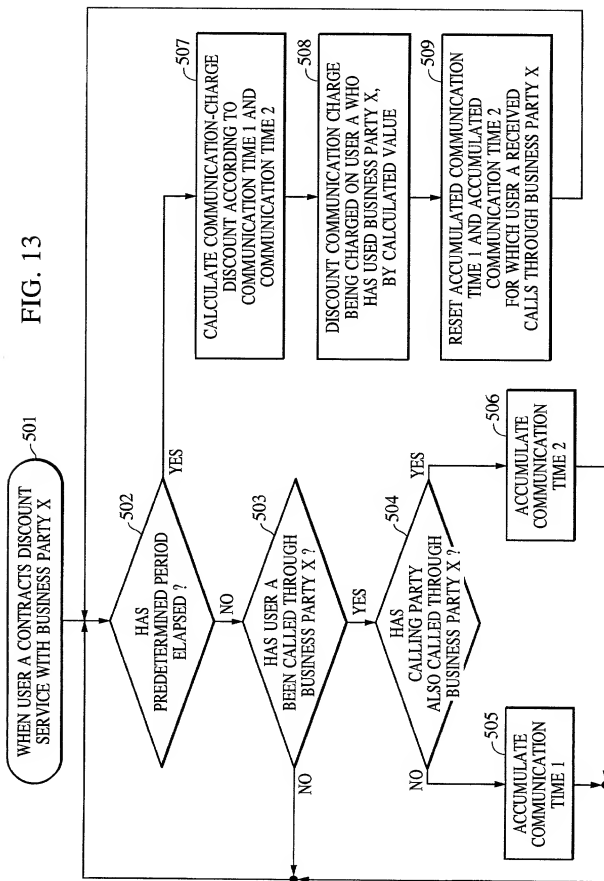 FIG. 13
WHEN USER A CONTRACTS DISCOUNT
SERVICE WITH BUSINESS PARTY X
501
HAS
PREDETERMINED PERIOD
ELAPSED ?
502
YES
NO
HAS USER A
BEEN CALLED THROUGH
BUSINESS PARTY X ?
503
NO
YES
HAS
CALLING PARTY
ALSO CALLED THROUGH
BUSINESS PARTY X ?
504
NO
YES
ACCUMULATE
COMMUNICATION
TIME 1
505
ACCUMULATE
COMMUNICATION
TIME 2
506
CALCULATE COMMUNICATION-CHARGE
DISCOUNT ACCORDING TO
COMMUNICATION TIME 1 AND
COMMUNICATION TIME 2
507
DISCOUNT COMMUNICATION CHARGE
BEING CHARGED ON USER A WHO
HAS USED BUSINESS PARTY X,
BY CALCULATED VALUE
508
RESET ACCUMULATED COMMUNICATION
TIME 1 AND ACCUMULATED
COMMUNICATION TIME 2
FOR WHICH USER A RECEIVED
CALLS THROUGH BUSINESS PARTY X
509